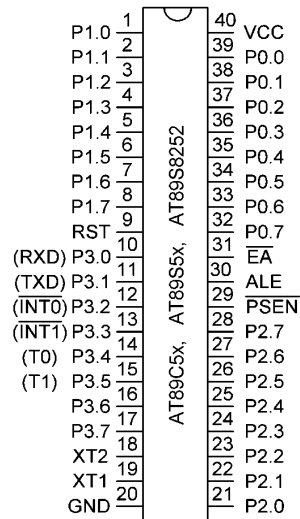 P1.0 1 40 VCC
P1.1 2 39 P0.0
P1.2 3 38 P0.1
P1.3 4 37 P0.2
P1.4 5 36 P0.3
P1.5 6 35 P0.4
P1.6 7 34 P0.5
P1.7 8 33 P0.6
RST 9 32 P0.7
(RXD) P3.0 10 31 EA
(TXD) P3.1 11 30 ALE
(INT0) P3.2 12 29 PSEN
(INT1) P3.3 13 28 P2.7
(T0) P3.4 14 27 P2.6
(T1) P3.5 15 26 P2.5
P3.6 16 25 P2.4
P3.7 17 24 P2.3
XT2 18 23 P2.2
XT1 19 22 P2.1
GND 20 21 P2.0
AT89C5x, AT89S5x, AT89S8252